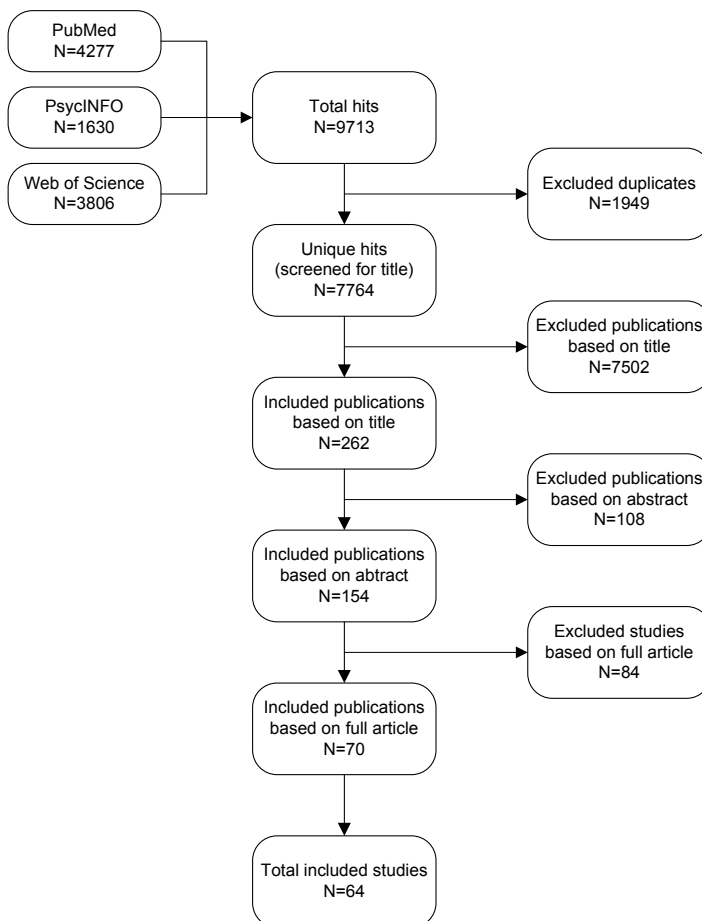 PubMed
N=4277
PsycINFO
N=1630
Web of Science
N=3806
Total hits
N=9713
Excluded duplicates
N=1949
Unique hits
(screened for title)
N=7764
Excluded publications
based on title
N=7502
Included publications
based on title
N=262
Excluded publications
based on abstract
N=108
Included publications
based on abtract
N=154
Excluded studies
based on full article
N=84
Included publications
based on full article
N=70
Total included studies
N=64